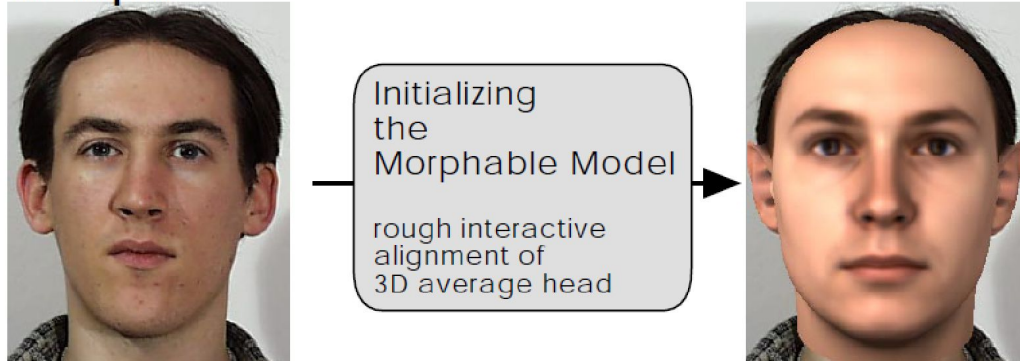 Initializing
the
Morphable Model
rough interactive
alignment of
3D average head